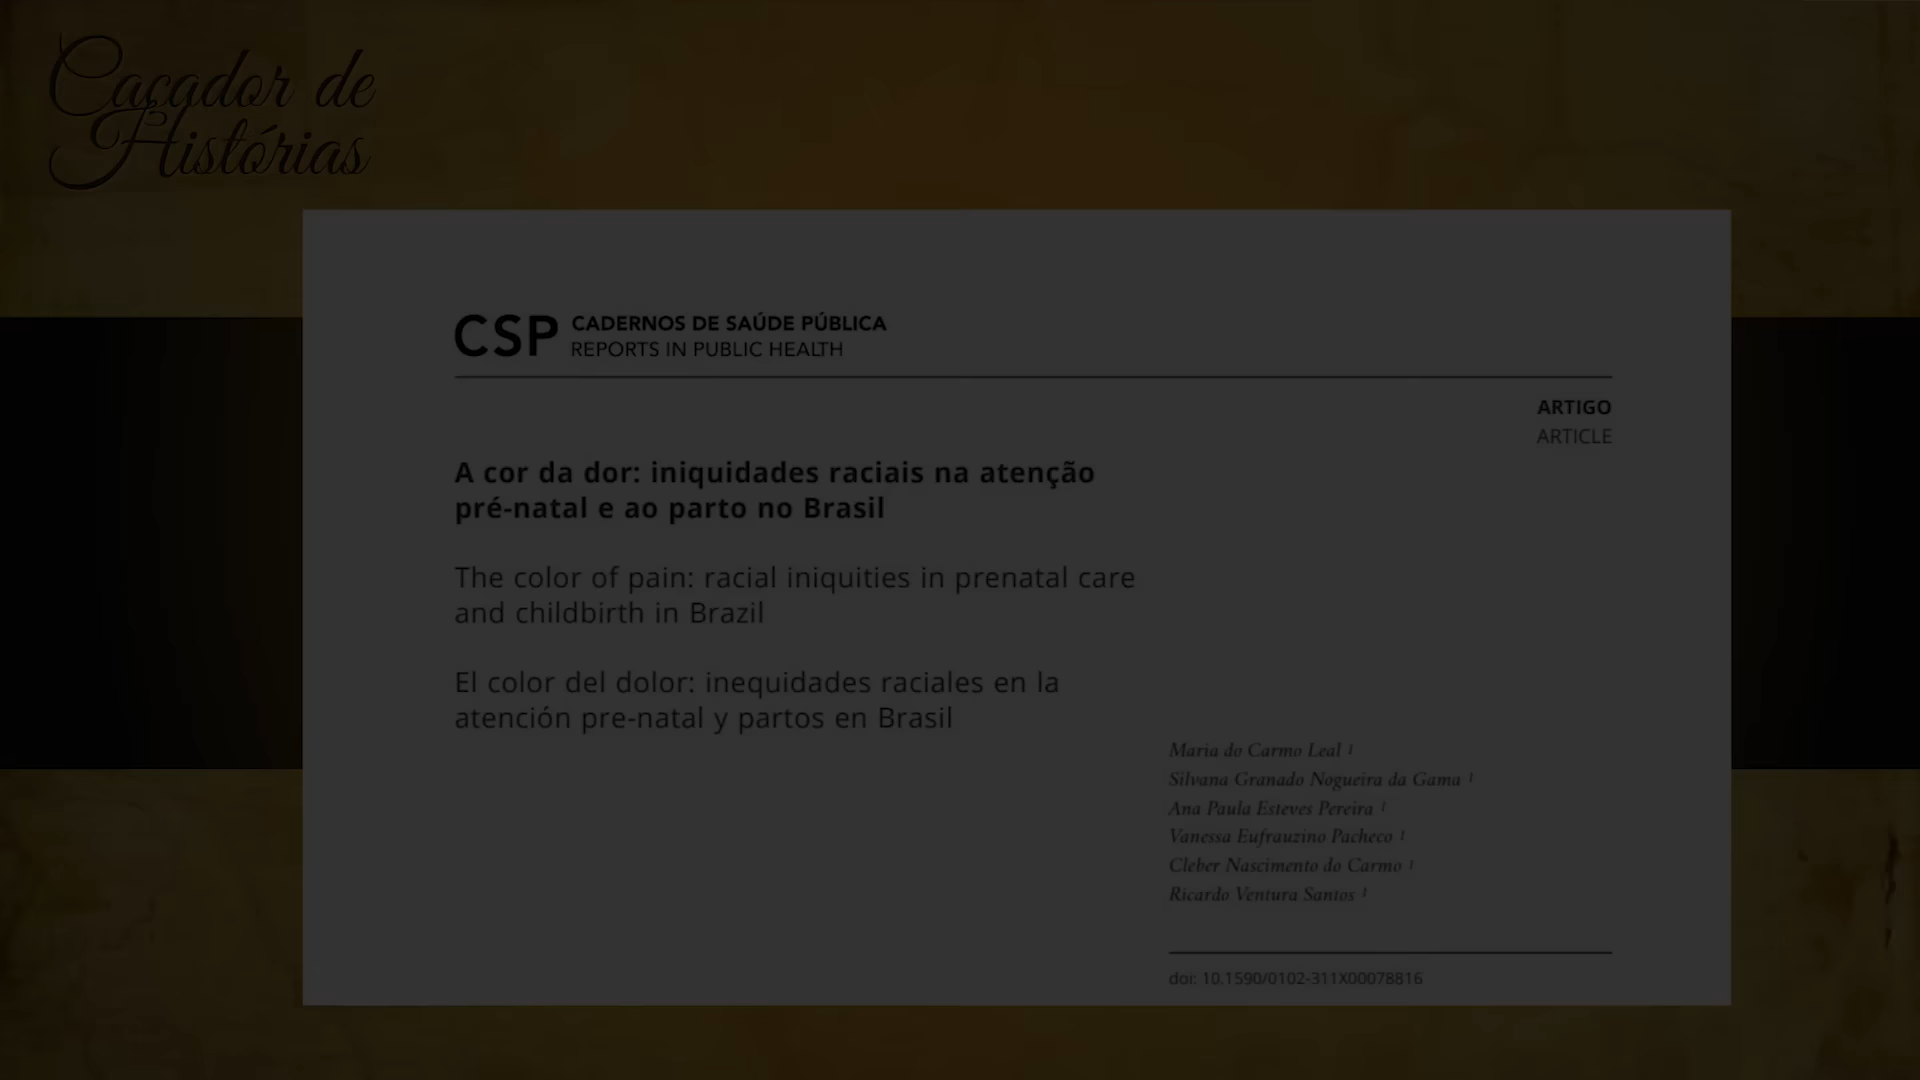 Caçador de
Histórias
CSP CADERNOS DE SAÚDE PÚBLICA
REPORTS IN PUBLIC HEALTH
ARTIGO
ARTICLE
A cor da dor: iniquidades raciais na atenção
pré-natal e ao parto no Brasil
The color of pain: racial iniquities in prenatal care
and childbirth in Brazil
El color del dolor: inequidades raciales en la
atención pre-natal y partos en Brasil
Maria do Carmo Leal 1
Silvana Granado Nogueira da Gama 1
Ana Paula Esteves Pereira 1
Vanessa Eufrauzino Pacheco 1
Cleber Nascimento do Carmo 1
Ricardo Ventura Santos 1
doi: 10.1590/0102-311X00078816